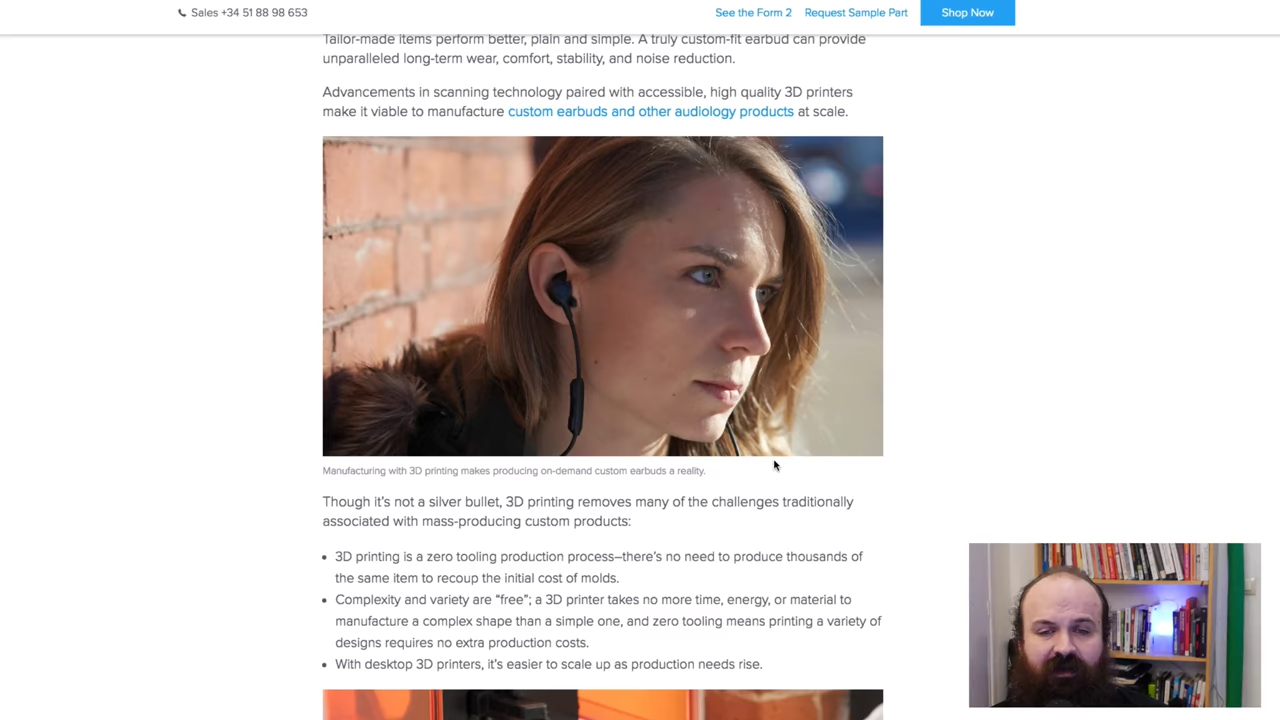 Sales +34 51 88 98 653
See the Form 2
Request Sample Part
Shop Now
Tailor-made items perform better, plain and simple. A truly custom-fit earbud can provide
unparalleled long-term wear, comfort, stability, and noise reduction.
Advancements in scanning technology paired with accessible, high quality 3D printers
make it viable to manufacture custom earbuds and other audiology products at scale.
Manufacturing with 3D printing makes producing on-demand custom earbuds a reality.
Though it’s not a silver bullet, 3D printing removes many of the challenges traditionally
associated with mass-producing custom products:
• 3D printing is a zero tooling production process–there’s no need to produce thousands of
the same item to recoup the initial cost of molds.
• Complexity and variety are “free”; a 3D printer takes no more time, energy, or material to
manufacture a complex shape than a simple one, and zero tooling means printing a variety of
designs requires no extra production costs.
• With desktop 3D printers, it’s easier to scale up as production needs rise.